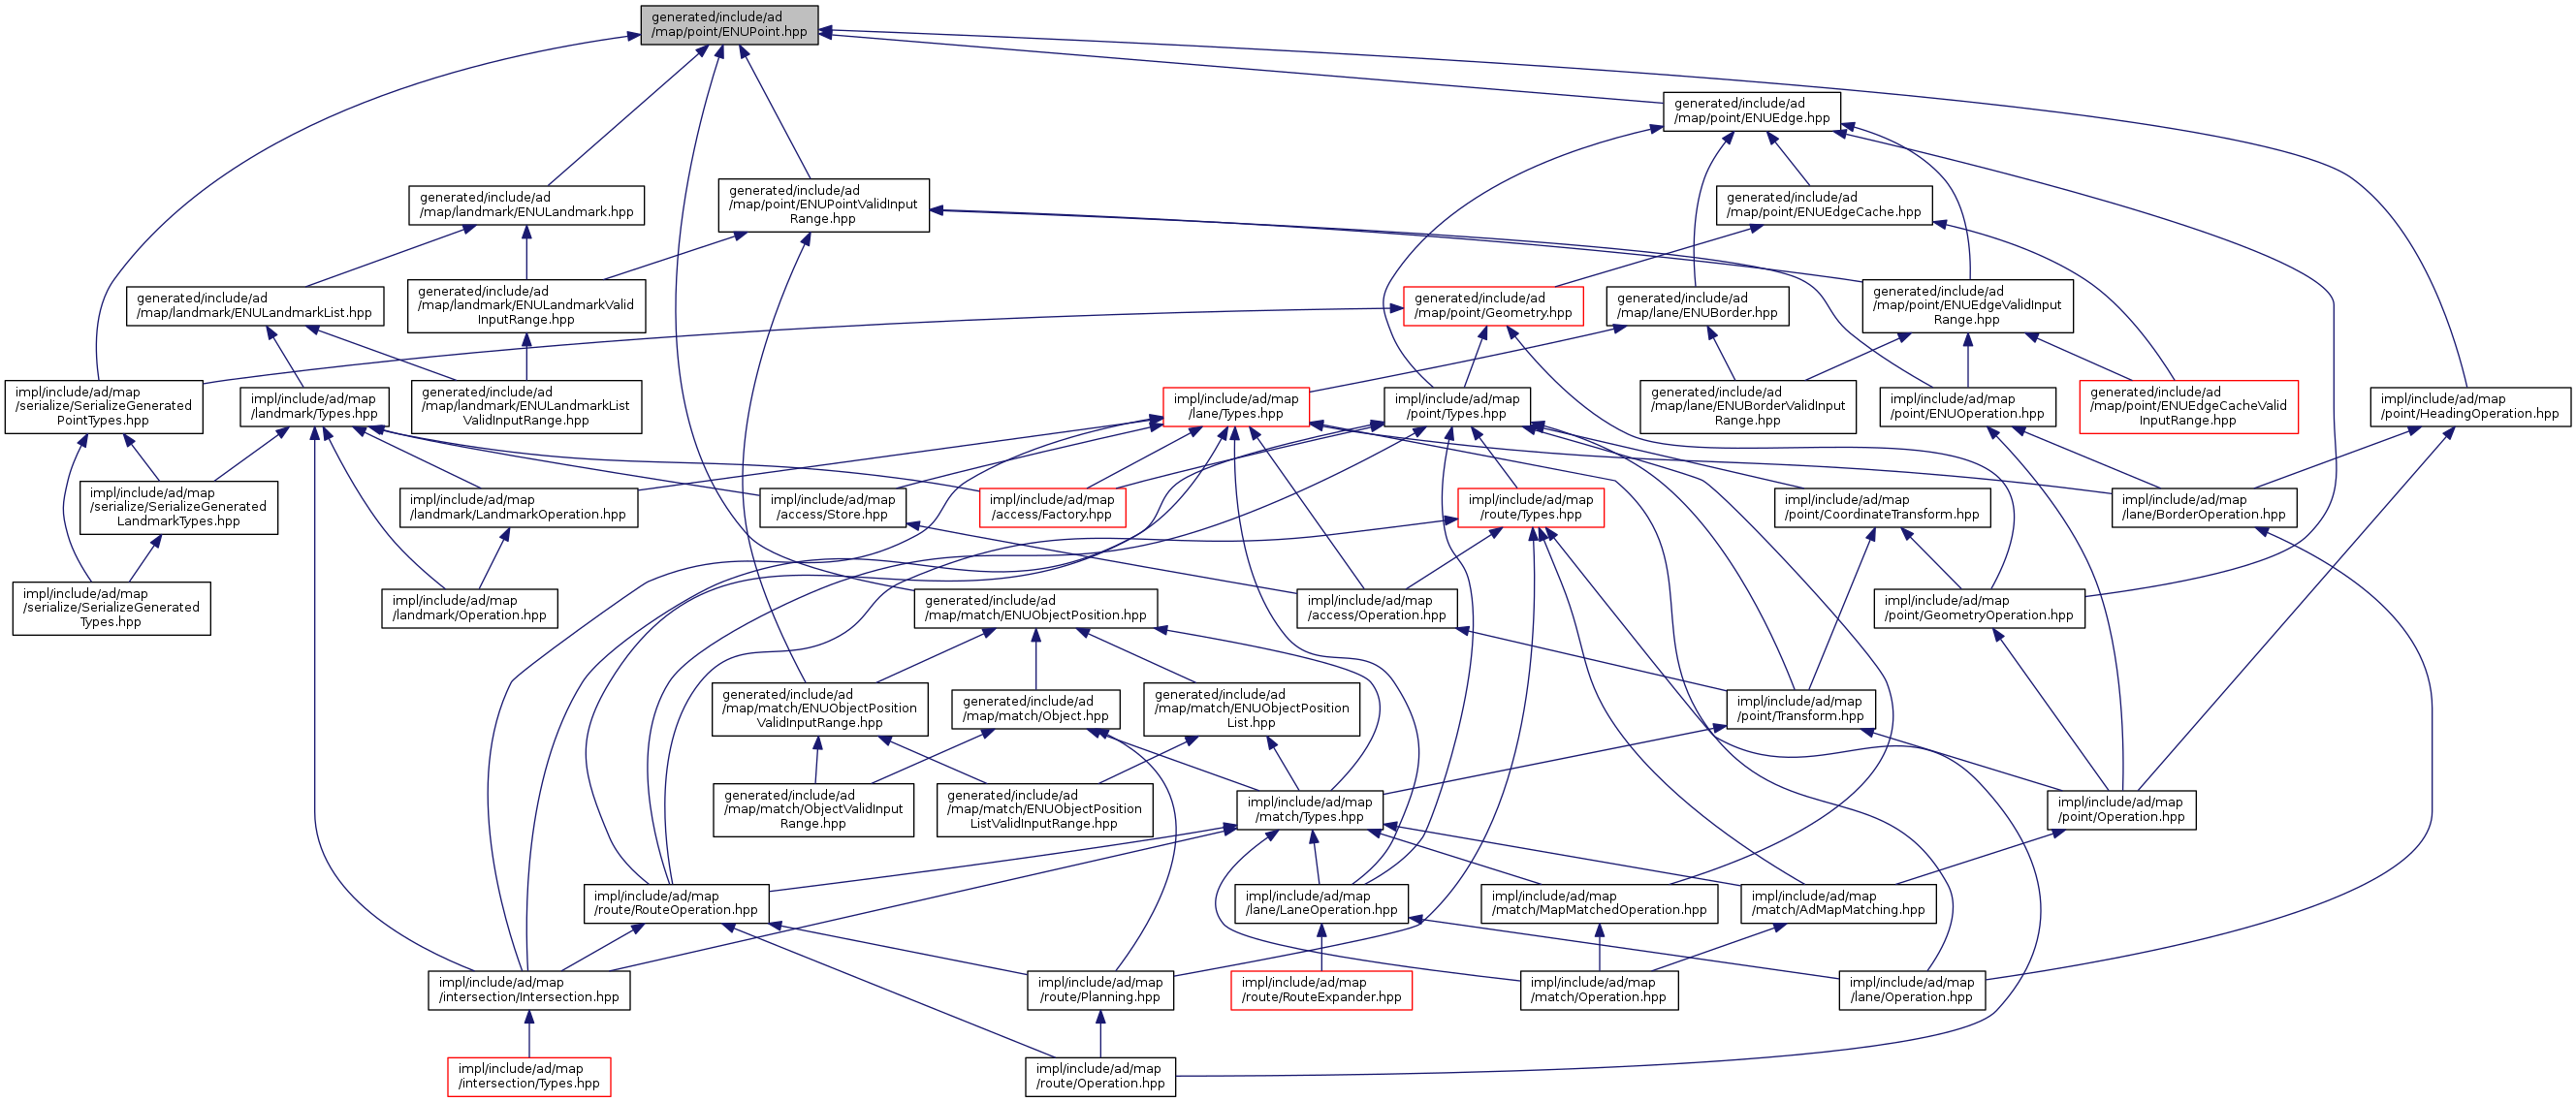 generated/include/ad
/map/point/ENUPoint.hpp
generated/include/ad
/map/point/ENUEdge.hpp
generated/include/ad
/map/landmark/ENULandmark.hpp
generated/include/ad
/map/point/ENUPointValidInput
Range.hpp
generated/include/ad
/map/point/ENUEdgeCache.hpp
generated/include/ad
/map/landmark/ENULandmarkList.hpp
generated/include/ad
/map/landmark/ENULandmarkValid
InputRange.hpp
generated/include/ad
/map/point/Geometry.hpp
generated/include/ad
/map/lane/ENUBorder.hpp
generated/include/ad
/map/point/ENUEdgeValidInput
Range.hpp
impl/include/ad/map
/serialize/SerializeGenerated
PointTypes.hpp
impl/include/ad/map
/landmark/Types.hpp
generated/include/ad
/map/landmark/ENULandmarkList
ValidInputRange.hpp
impl/include/ad/map
/lane/Types.hpp
impl/include/ad/map
/point/Types.hpp
generated/include/ad
/map/lane/ENUBorderValidInput
Range.hpp
impl/include/ad/map
/point/ENUOperation.hpp
generated/include/ad
/map/point/ENUEdgeCacheValid
InputRange.hpp
impl/include/ad/map
/point/HeadingOperation.hpp
impl/include/ad/map
/serialize/SerializeGenerated
LandmarkTypes.hpp
impl/include/ad/map
/landmark/LandmarkOperation.hpp
impl/include/ad/map
/access/Store.hpp
impl/include/ad/map
/access/Factory.hpp
impl/include/ad/map
/route/Types.hpp
impl/include/ad/map
/point/CoordinateTransform.hpp
impl/include/ad/map
/lane/BorderOperation.hpp
impl/include/ad/map
/serialize/SerializeGenerated
Types.hpp
impl/include/ad/map
/landmark/Operation.hpp
generated/include/ad
/map/match/ENUObjectPosition.hpp
impl/include/ad/map
/access/Operation.hpp
impl/include/ad/map
/point/GeometryOperation.hpp
generated/include/ad
/map/match/ENUObjectPosition
ValidInputRange.hpp
generated/include/ad
/map/match/Object.hpp
generated/include/ad
/map/match/ENUObjectPosition
List.hpp
impl/include/ad/map
/point/Transform.hpp
generated/include/ad
/map/match/ObjectValidInput
Range.hpp
generated/include/ad
/map/match/ENUObjectPosition
ListValidInputRange.hpp
impl/include/ad/map
/match/Types.hpp
impl/include/ad/map
/point/Operation.hpp
impl/include/ad/map
/route/RouteOperation.hpp
impl/include/ad/map
/lane/LaneOperation.hpp
impl/include/ad/map
/match/MapMatchedOperation.hpp
impl/include/ad/map
/match/AdMapMatching.hpp
impl/include/ad/map
/intersection/Intersection.hpp
impl/include/ad/map
/route/Planning.hpp
impl/include/ad/map
/route/RouteExpander.hpp
impl/include/ad/map
/match/Operation.hpp
impl/include/ad/map
/lane/Operation.hpp
impl/include/ad/map
/intersection/Types.hpp
impl/include/ad/map
/route/Operation.hpp